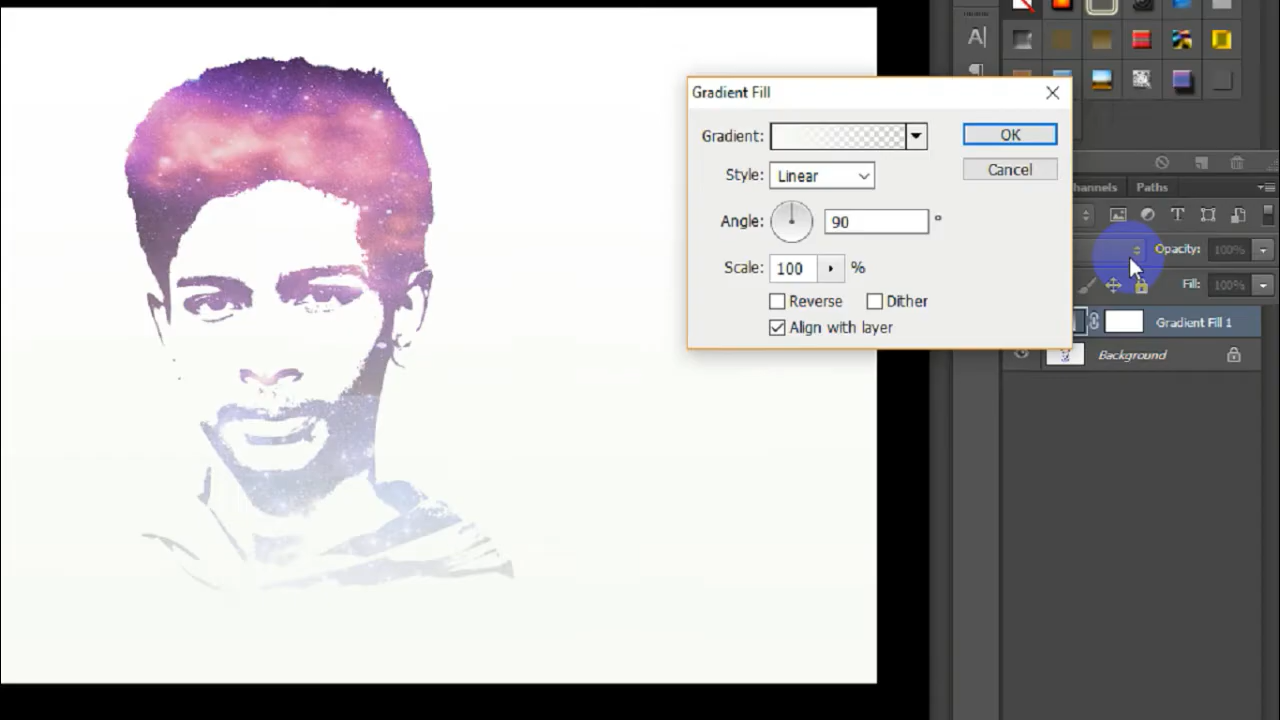 A|
Gradient Fill
Gradient:
OK
Style: Linear
Cancel
Angle: 90 °
Scale: 100 %
Reverse Dither
Align with layer
hannels Paths
T
Opacity: 100%
Fill: 100%
Gradient Fill 1
Background